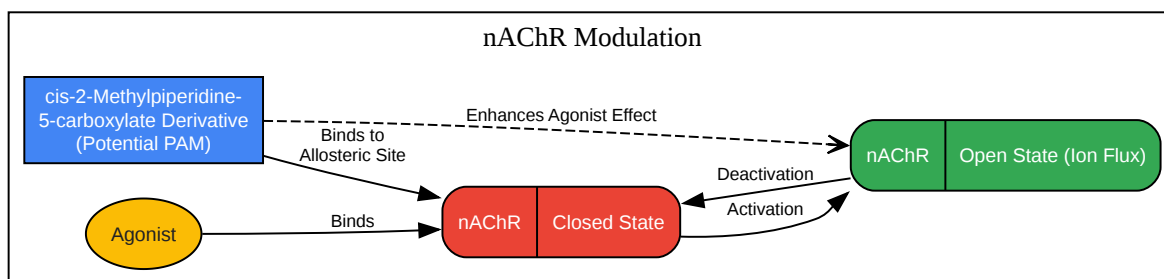 nAChR Modulation
cis-2-Methylpiperidine-
5-carboxylate Derivative
(Potential PAM)
Enhances Agonist Effect
Binds to
Allosteric Site
nAChR
Open State (Ion Flux)
Deactivation
Agonist
Binds
nAChR
Closed State
Activation